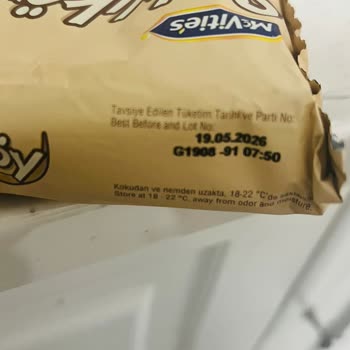 McVitie's
Tavsiye Edilen Tüketim Tarihi ve Parti No:
Best Before and Lot No:
19.05.2026
G1908 -91 07:50
Kokudan ve nemden uzakta, 18-22 °C'de
Store at 18 - 22 °C, away from odor and moisture.